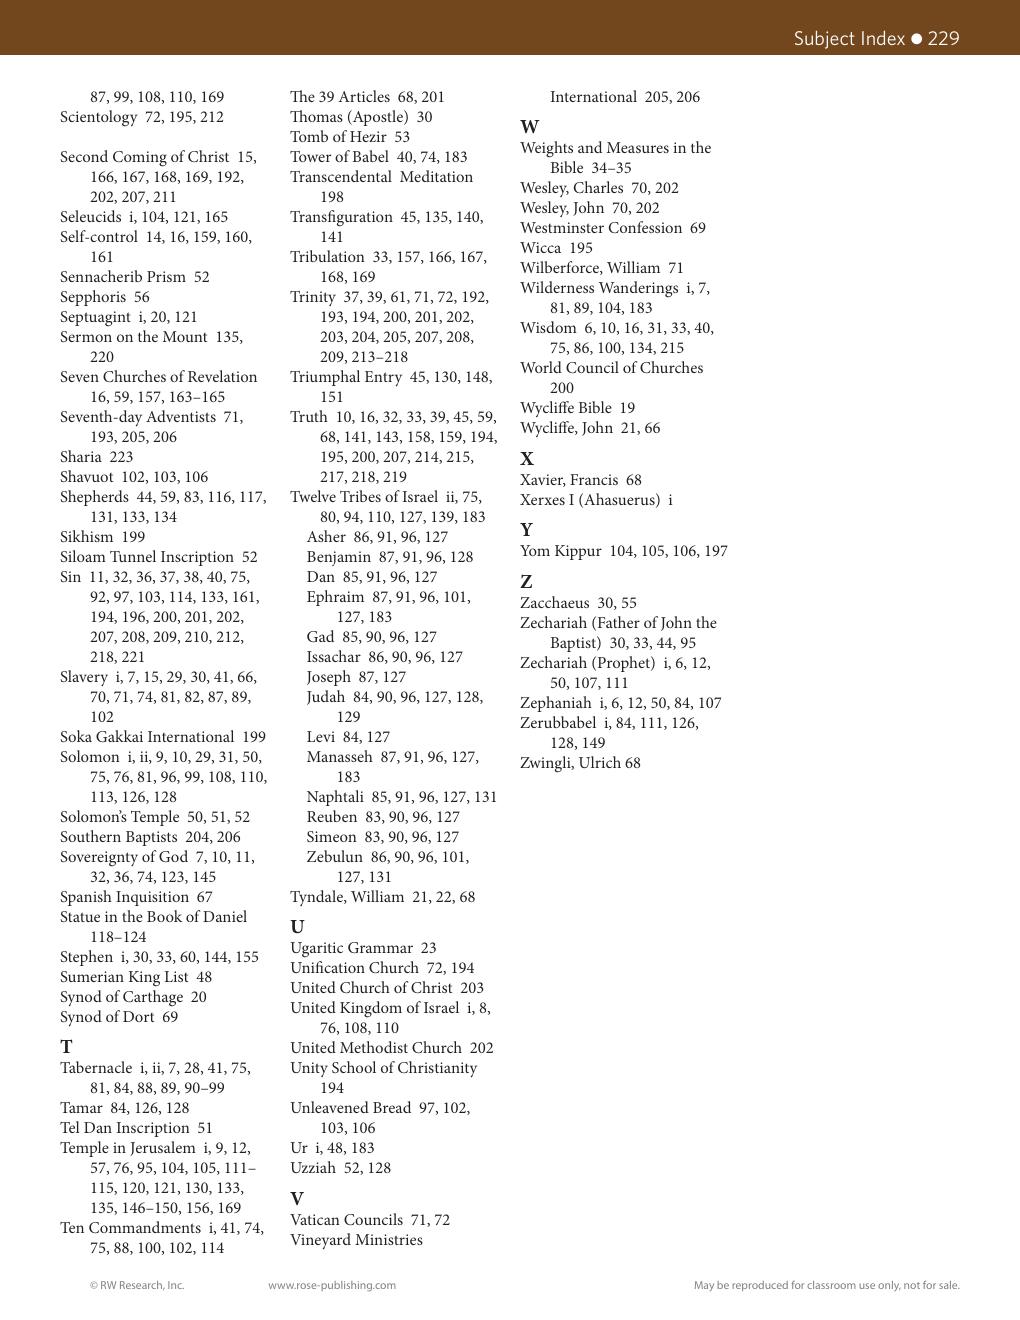 Subject Index ● 229
87, 99, 108, 110, 169
Scientology 72, 195, 212
Second Coming of Christ 15,
166, 167, 168, 169, 192,
202, 207, 211
Seleucids i, 104, 121, 165
Self-control 14, 16, 159, 160,
161
Sennacherib Prism 52
Sepphoris 56
Septuagint i, 20, 121
Sermon on the Mount 135,
220
Seven Churches of Revelation
16, 59, 157, 163–165
Seventh-day Adventists 71,
193, 205, 206
Sharia 223
Shavuot 102, 103, 106
Shepherds 44, 59, 83, 116, 117,
131, 133, 134
Sikhism 199
Siloam Tunnel Inscription 52
Sin 11, 32, 36, 37, 38, 40, 75,
92, 97, 103, 114, 133, 161,
194, 196, 200, 201, 202,
207, 208, 209, 210, 212,
218, 221
Slavery i, 7, 15, 29, 30, 41, 66,
70, 71, 74, 81, 82, 87, 89,
102
Soka Gakkai International 199
Solomon i, ii, 9, 10, 29, 31, 50,
75, 76, 81, 96, 99, 108, 110,
113, 126, 128
Solomon’s Temple 50, 51, 52
Southern Baptists 204, 206
Sovereignty of God 7, 10, 11,
32, 36, 74, 123, 145
Spanish Inquisition 67
Statue in the Book of Daniel
118–124
Stephen i, 30, 33, 60, 144, 155
Sumerian King List 48
Synod of Carthage 20
Synod of Dort 69
T
Tabernacle i, ii, 7, 28, 41, 75,
81, 84, 88, 89, 90–99
Tamar 84, 126, 128
Tel Dan Inscription 51
Temple in Jerusalem i, 9, 12,
57, 76, 95, 104, 105, 111–
115, 120, 121, 130, 133,
135, 146–150, 156, 169
Ten Commandments i, 41, 74,
75, 88, 100, 102, 114
The 39 Articles 68, 201
Thomas (Apostle) 30
Tomb of Hezir 53
Tower of Babel 40, 74, 183
Transcendental Meditation
198
Transfiguration 45, 135, 140,
141
Tribulation 33, 157, 166, 167,
168, 169
Trinity 37, 39, 61, 71, 72, 192,
193, 194, 200, 201, 202,
203, 204, 205, 207, 208,
209, 213–218
Triumphal Entry 45, 130, 148,
151
Truth 10, 16, 32, 33, 39, 45, 59,
68, 141, 143, 158, 159, 194,
195, 200, 207, 214, 215,
217, 218, 219
Twelve Tribes of Israel ii, 75,
80, 94, 110, 127, 139, 183
Asher 86, 91, 96, 127
Benjamin 87, 91, 96, 128
Dan 85, 91, 96, 127
Ephraim 87, 91, 96, 101,
127, 183
Gad 85, 90, 96, 127
Issachar 86, 90, 96, 127
Joseph 87, 127
Judah 84, 90, 96, 127, 128,
129
Levi 84, 127
Manasseh 87, 91, 96, 127,
183
Naphtali 85, 91, 96, 127, 131
Reuben 83, 90, 96, 127
Simeon 83, 90, 96, 127
Zebulun 86, 90, 96, 101,
127, 131
Tyndale, William 21, 22, 68
U
Ugaritic Grammar 23
Unification Church 72, 194
United Church of Christ 203
United Kingdom of Israel i, 8,
76, 108, 110
United Methodist Church 202
Unity School of Christianity
194
Unleavened Bread 97, 102,
103, 106
Ur i, 48, 183
Uzziah 52, 128
V
Vatican Councils 71, 72
Vineyard Ministries
International 205, 206
W
Weights and Measures in the
Bible 34–35
Wesley, Charles 70, 202
Wesley, John 70, 202
Westminster Confession 69
Wicca 195
Wilberforce, William 71
Wilderness Wanderings i, 7,
81, 89, 104, 183
Wisdom 6, 10, 16, 31, 33, 40,
75, 86, 100, 134, 215
World Council of Churches
200
Wycliffe Bible 19
Wycliffe, John 21, 66
X
Xavier, Francis 68
Xerxes I (Ahasuerus) i
Y
Yom Kippur 104, 105, 106, 197
Z
Zacchaeus 30, 55
Zechariah (Father of John the
Baptist) 30, 33, 44, 95
Zechariah (Prophet) i, 6, 12,
50, 107, 111
Zephaniah i, 6, 12, 50, 84, 107
Zerubbabel i, 84, 111, 126,
128, 149
Zwingli, Ulrich 68
© RW Research, Inc. www.rose-publishing.com May be reproduced for classroom use only, not for sale.